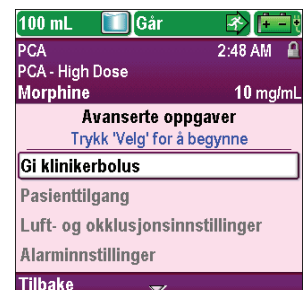 100 mL Går
PCA 2:48 AM
PCA - High Dose
Morphine 10 mg/mL
Avanserte oppgaver
Trykk 'Velg' for å begynne
Gi klinikerbolus
Pasienttilgang
Luft- og okklusjonsinnstillinger
Alarminnstillinger
Tilbake